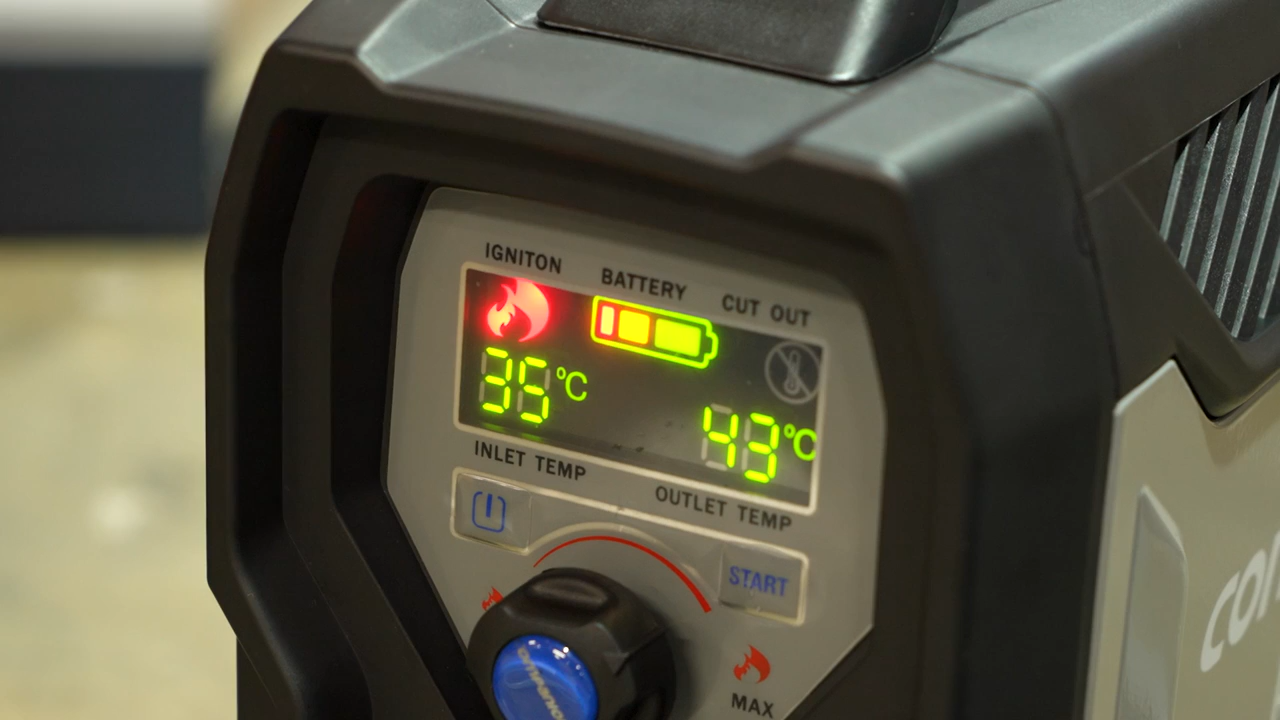 IGNITON
BATTERY
CUT OUT
35 °C
43 °C
INLET TEMP
OUTLET TEMP
START
MAX